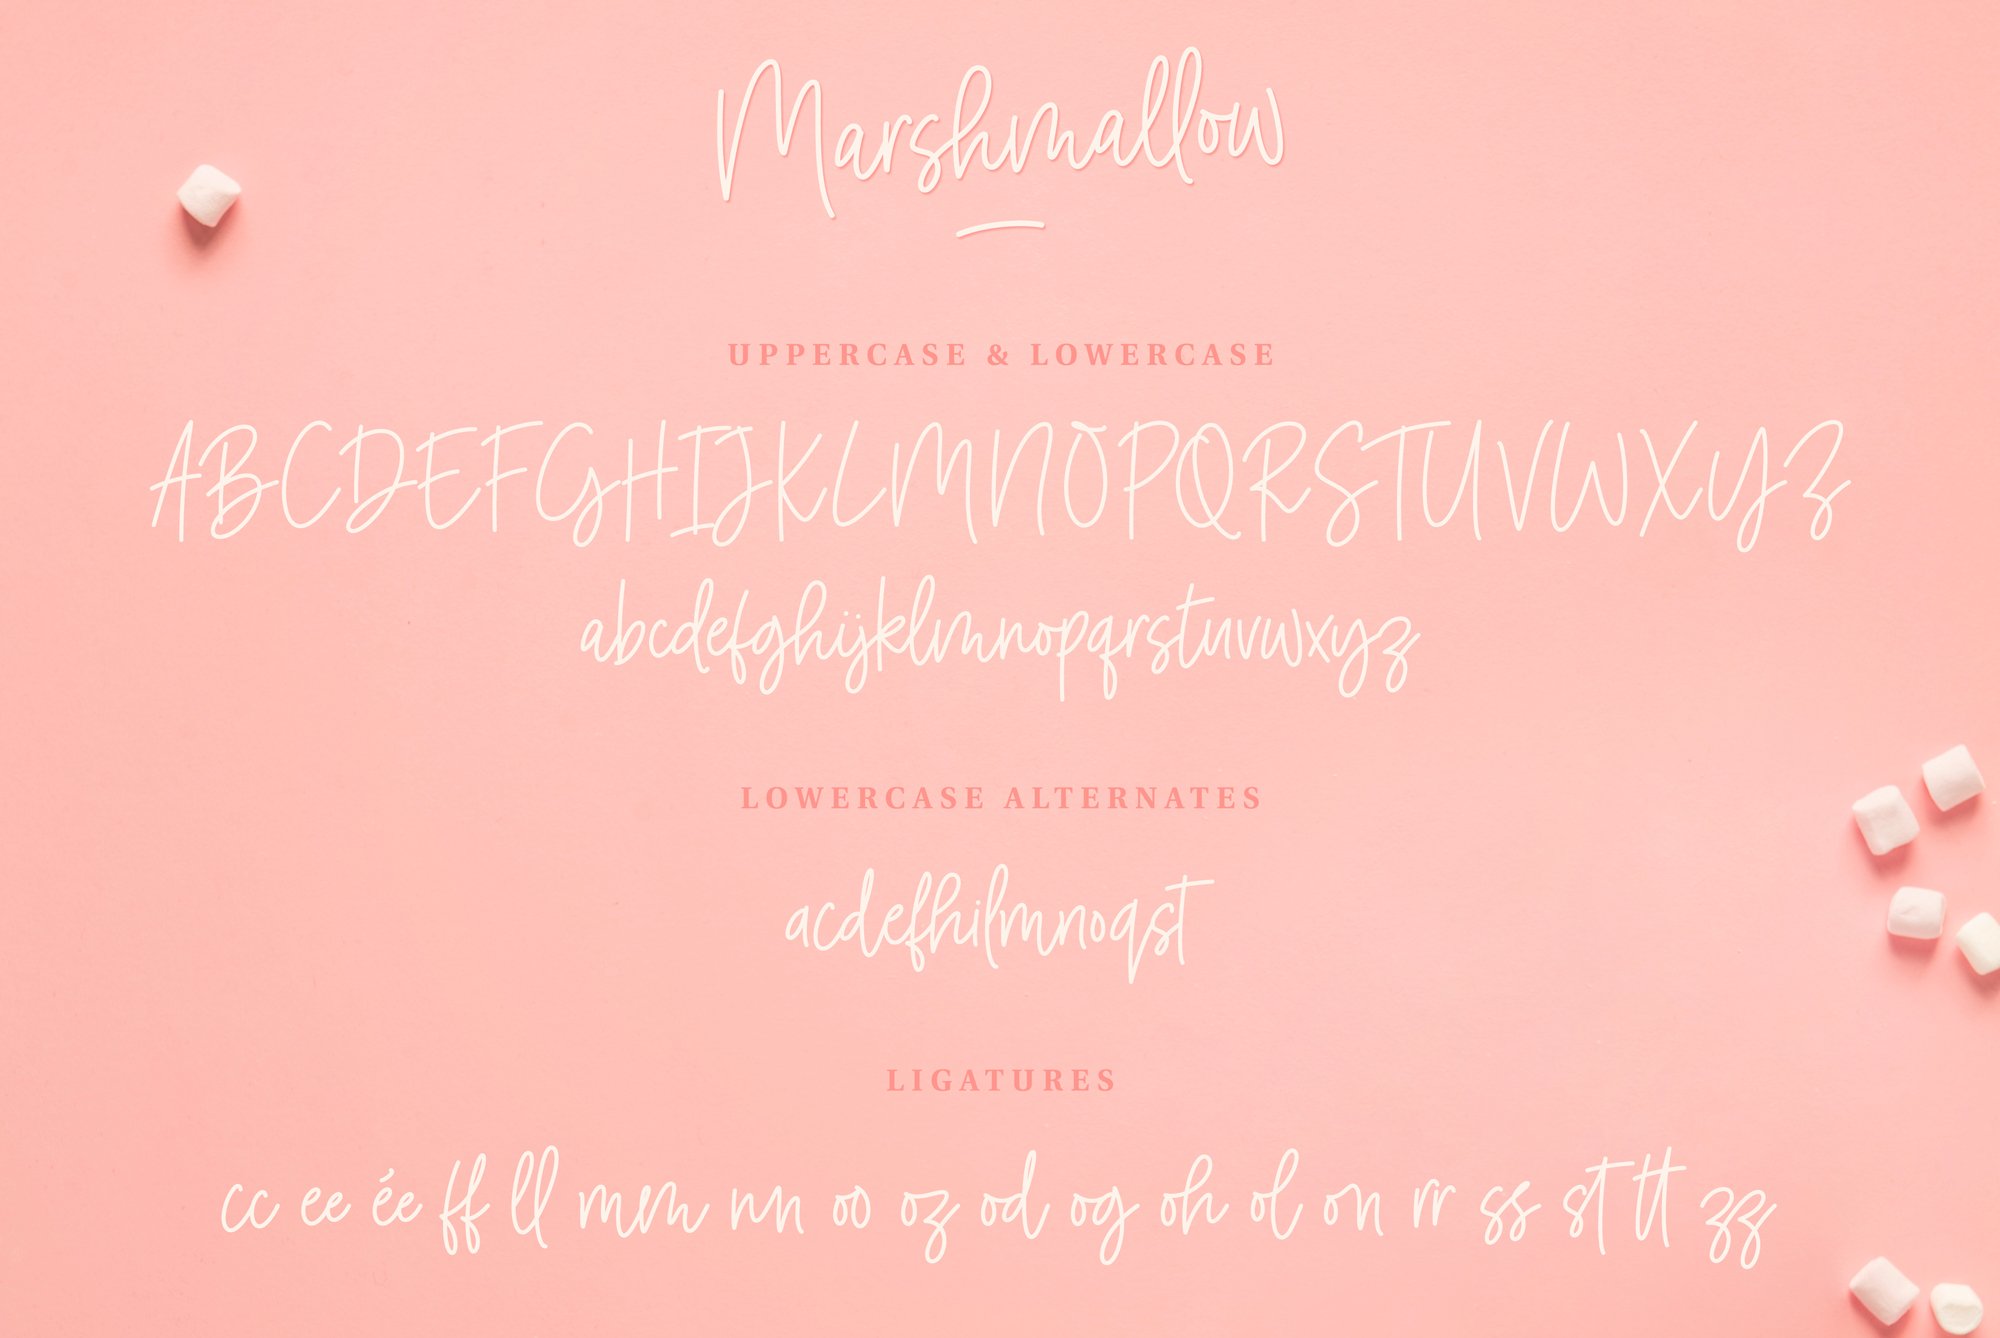 Marshmallow
UPPERCASE & LOWERCASE
ABCDEFGHIJKLMNOPQRSTUVWXYZ
abcdefghijklmnopqrstuvwxyz
LOWERCASE ALTERNATES
acdefhilmnoqst
LIGATURES
cc ee ée ff ll mm nn oo oz od og oh ol on rr ss st tt zz